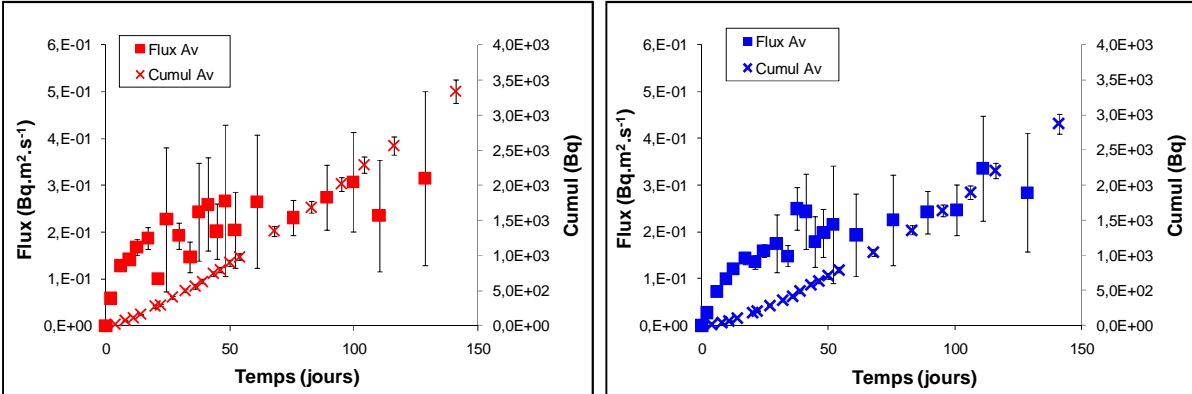 6,E-01
5,E-01
4,E-01
3,E-01
2,E-01
1,E-01
0,E+00
Flux (Bq.m².s⁻¹)
Flux Av
Cumul Av
4,0E+03
3,5E+03
3,0E+03
2,5E+03
2,0E+03
1,5E+03
1,0E+03
5,0E+02
0,0E+00
Cumul (Bq)
0 50 100 150
Temps (jours)
6,E-01
5,E-01
4,E-01
3,E-01
2,E-01
1,E-01
0,E+00
Flux (Bq.m².s⁻¹)
Flux Av
Cumul Av
4,0E+03
3,5E+03
3,0E+03
2,5E+03
2,0E+03
1,5E+03
1,0E+03
5,0E+02
0,0E+00
Cumul (Bq)
0 50 100 150
Temps (jours)